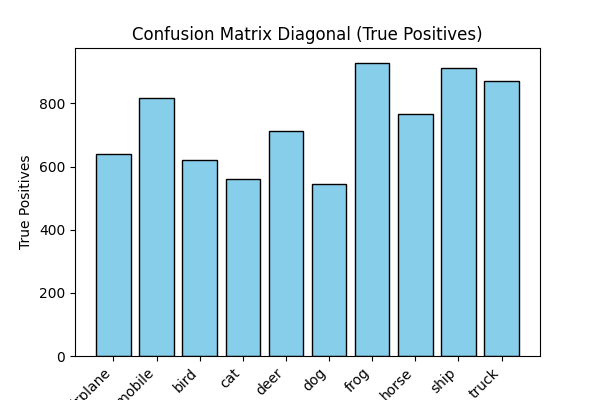 Confusion Matrix Diagonal (True Positives)
True Positives
800
600
400
200
0
rplane
mobile
bird
cat
deer
dog
frog
horse
ship
truck